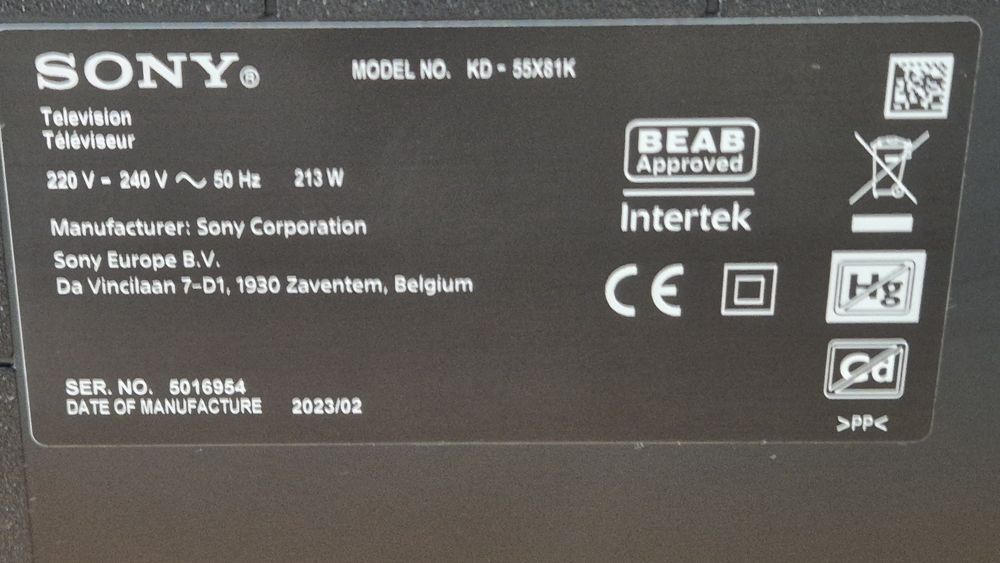 SONY®
MODEL NO. KD - 55X81K
Television
Téléviseur
220 V - 240 V ~ 50 Hz 213 W
Manufacturer: Sony Corporation
Sony Europe B.V.
Da Vincilaan 7-D1, 1930 Zaventem, Belgium
SER. NO. 5016954
DATE OF MANUFACTURE 2023/02
BEAB
Approved
Intertek
CE
Hg
Cd
>PP<